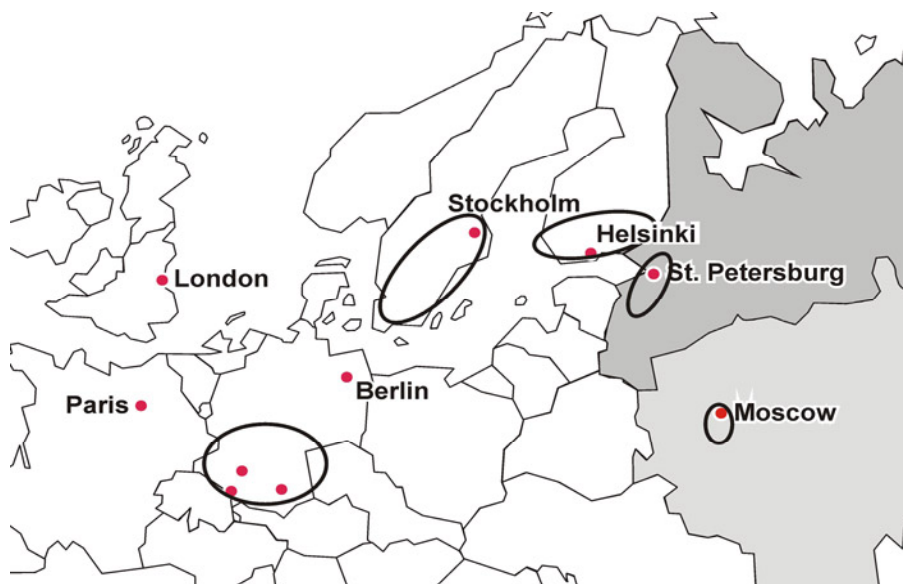 Stockholm
Helsinki
London
St. Petersburg
Berlin
Paris
Moscow